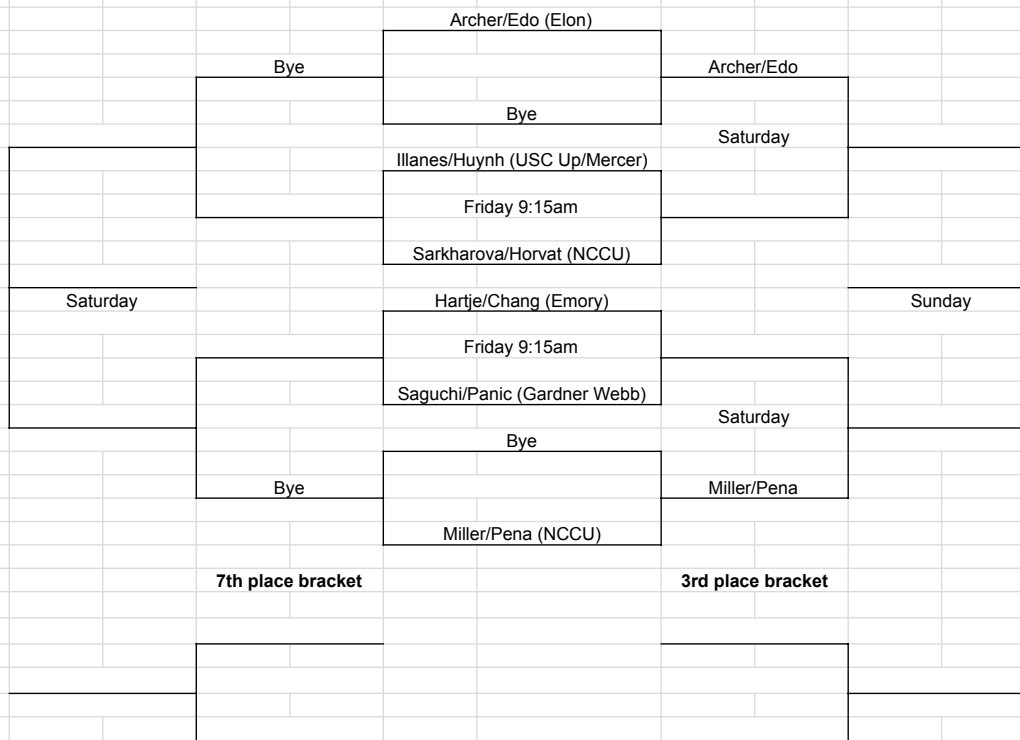 Archer/Edo (Elon)
Bye
Archer/Edo
Bye
Saturday
Illanes/Huynh (USC Up/Mercer)
Friday 9:15am
Sarkharova/Horvat (NCCU)
Saturday
Hartje/Chang (Emory)
Sunday
Friday 9:15am
Saguchi/Panic (Gardner Webb)
Saturday
Bye
Bye
Miller/Pena
Miller/Pena (NCCU)
7th place bracket
3rd place bracket